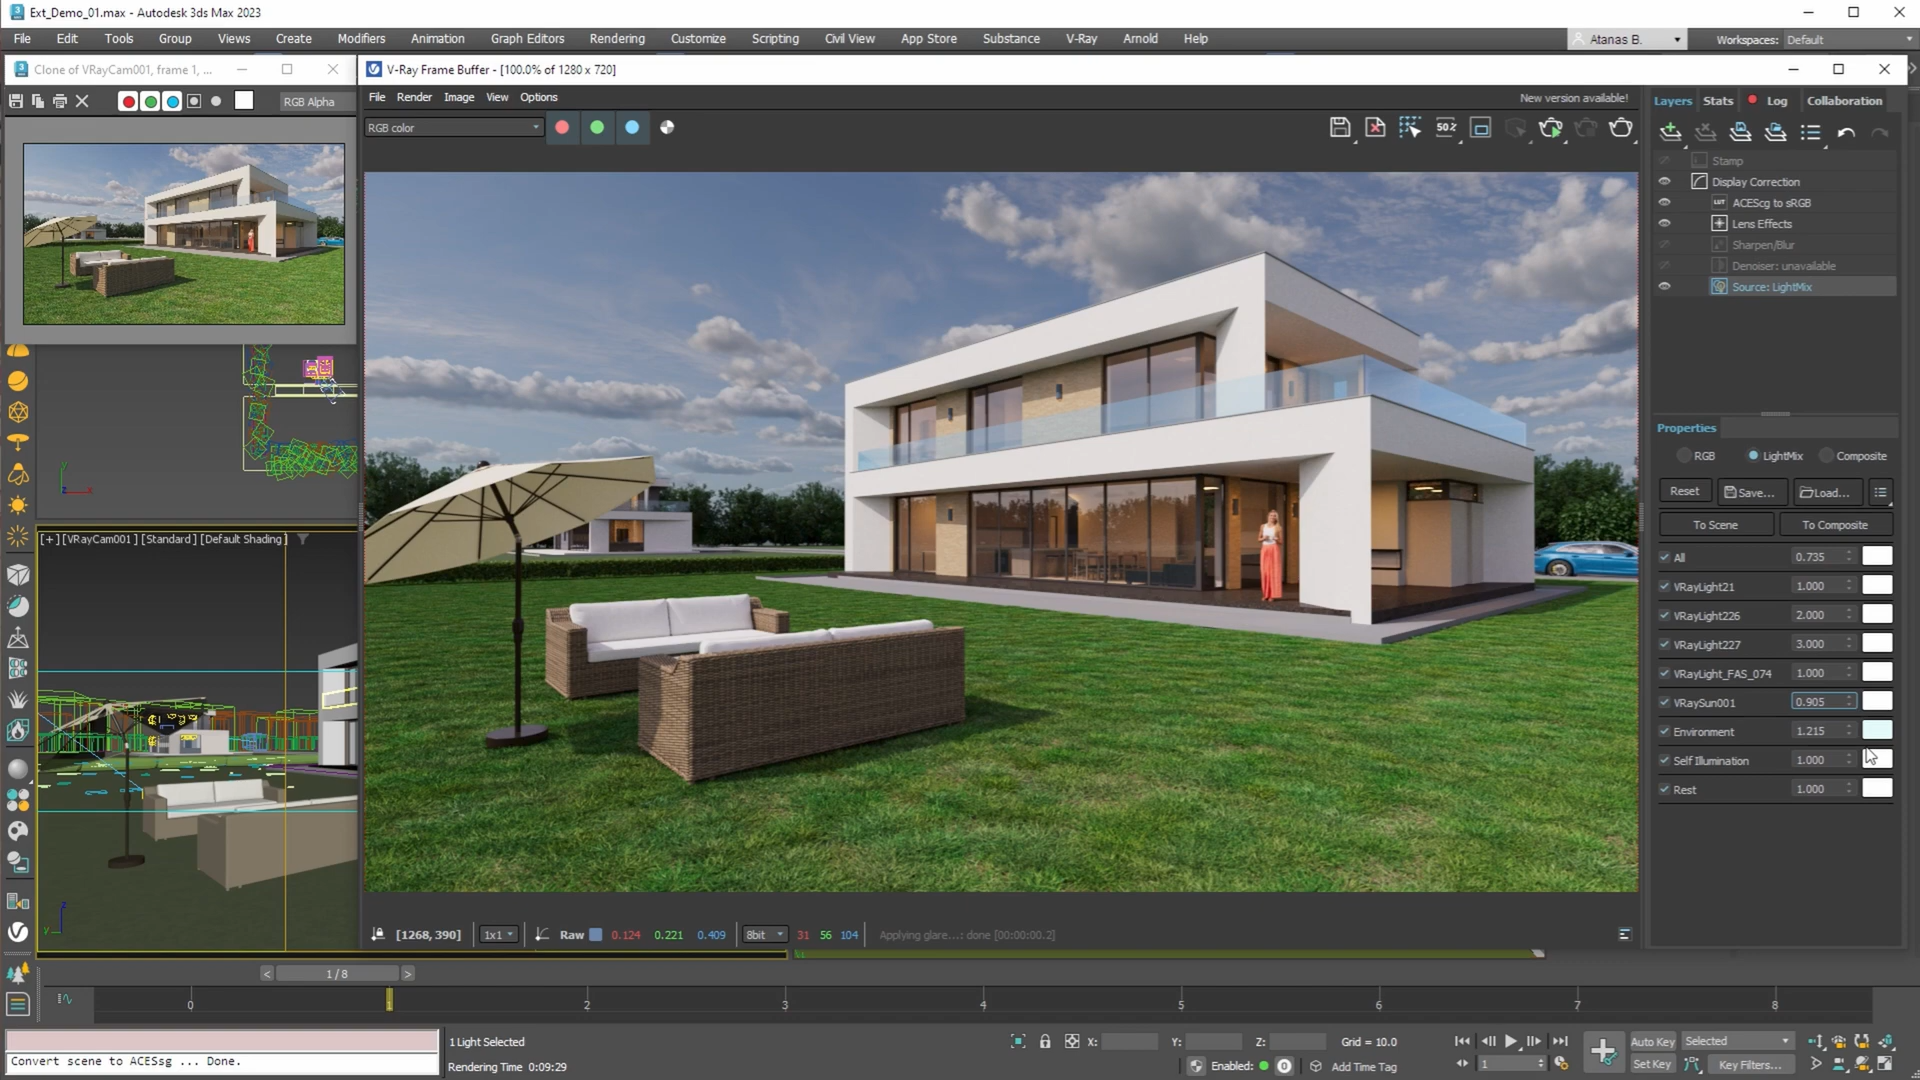 Ext_Demo_01.max - Autodesk 3ds Max 2023
File Edit Tools Group Views Create Modifiers Animation Graph Editors Rendering Customize Scripting Civil View App Store Substance V-Ray Arnold Help
Atanas B.
Workspaces: Default
Clone of VRayCam001, frame 1, ...
RGB Alpha
V-Ray Frame Buffer - [100.0% of 1280 x 720]
File Render Image View Options
New version available!
RGB color
50%
Layers Stats Log Collaboration
Stamp
Display Correction
LUT ACEScg to sRGB
Lens Effects
Sharpen/Blur
Denoiser: unavailable
Source: LightMix
Properties
RGB LightMix Composite
Reset Save... Load...
To Scene To Composite
All 0.735
VRayLight21 1.000
VRayLight226 2.000
VRayLight227 3.000
VRayLight_FAS_074 1.000
VRaySun001 0.905
Environment 1.215
Self Illumination 1.000
Rest 1.000
[+] [VRayCam001 ] [Standard ] [Default Shading ]
[1268, 390] 1x1 Raw 0.124 0.221 0.409 8bit 31 56 104 Applying glare...: done [00:00:00.2]
< 1 / 8 >
0 1 2 3 4 5 6 7 8
Convert scene to ACESsg ... Done.
1 Light Selected
Rendering Time 0:09:29
X: Y: Z: Grid = 10.0
Enabled: 0 Add Time Tag
1
Auto Key Selected
Set Key Key Filters...